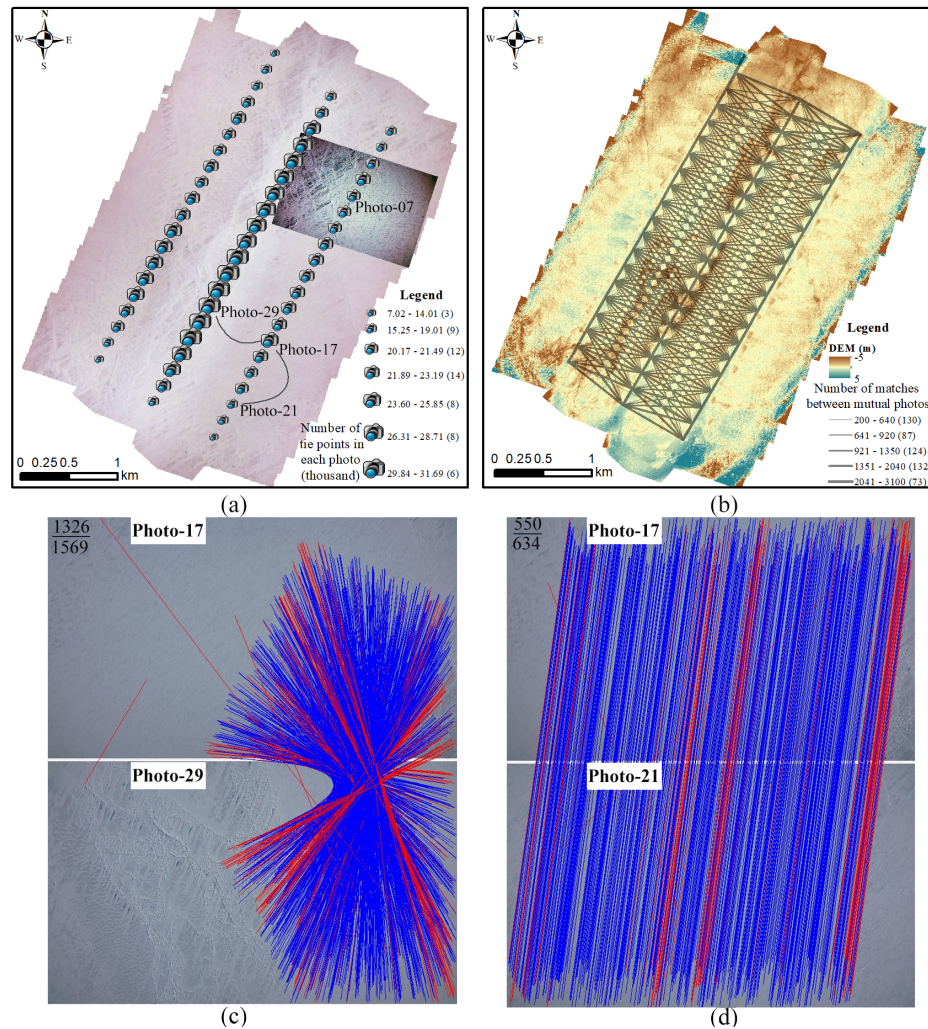 N
W E
S
Photo-07
Photo-29
Photo-17
Photo-21
Legend
7.02 - 14.01 (3)
15.25 - 19.01 (9)
20.17 - 21.49 (12)
21.89 - 23.19 (14)
23.60 - 25.85 (8)
26.31 - 28.71 (8)
29.84 - 31.69 (6)
Number of
tie points in
each photo
(thousand)
0 0.25 0.5 1
km
(a)
N
W E
S
Legend
DEM (m)
-5
5
Number of matches
between mutual photos
200 - 640 (130)
641 - 920 (87)
921 - 1350 (124)
1351 - 2040 (132)
2041 - 3100 (73)
0 0.25 0.5 1
km
(b)
1326
1569
Photo-17
Photo-29
(c)
550
634
Photo-17
Photo-21
(d)